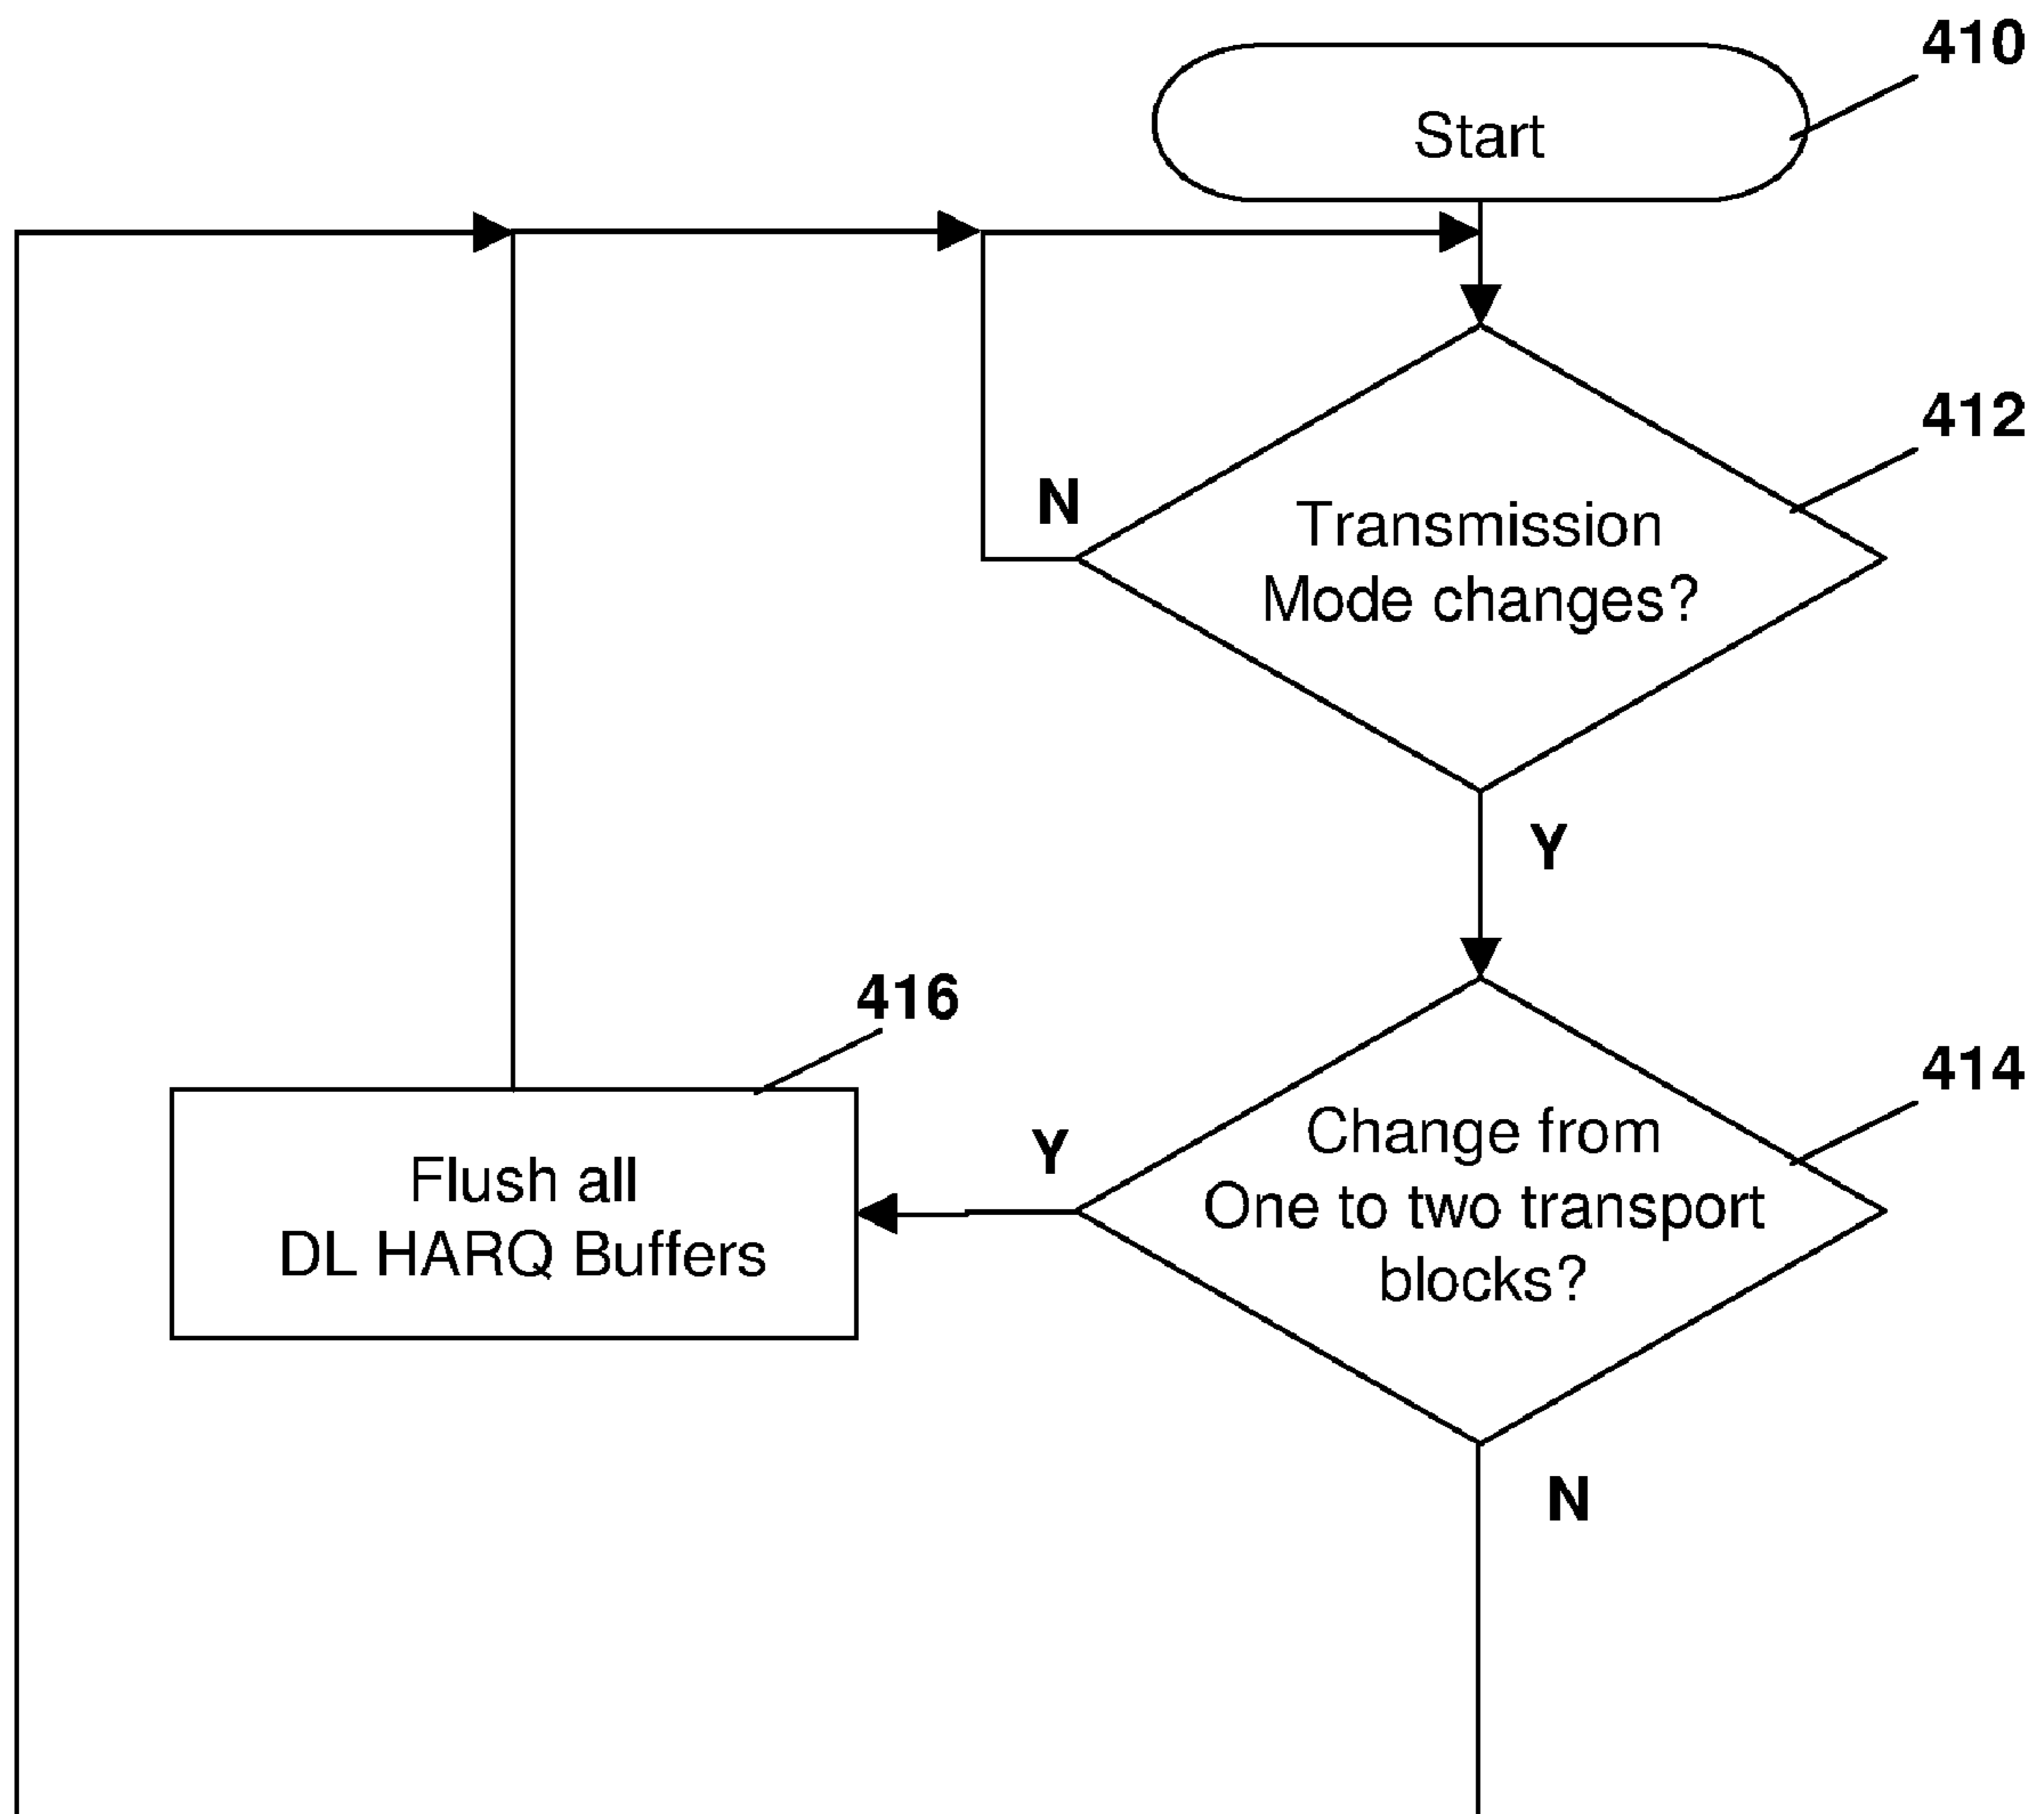 410
Start
412
N
Transmission
Mode changes?
Y
416
414
Change from
One to two transport
blocks?
Y
Flush all
DL HARQ Buffers
N